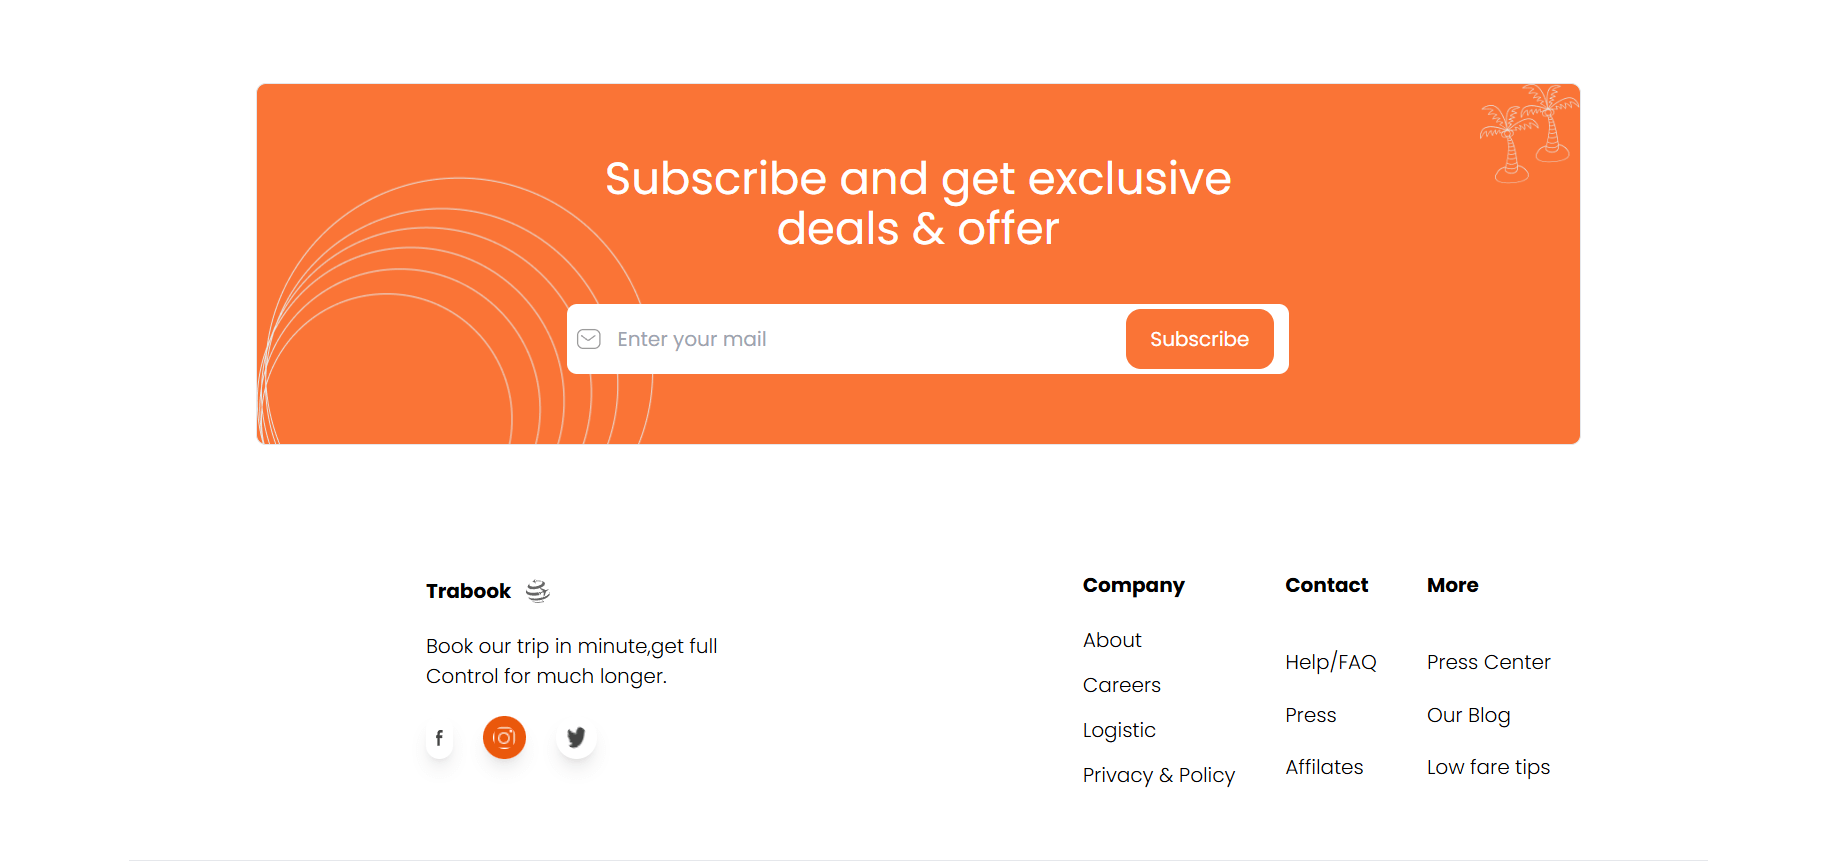 Subscribe and get exclusive
deals & offer
Enter your mail
Subscribe
Trabook
Book our trip in minute,get full
Control for much longer.
Company
About
Careers
Logistic
Privacy & Policy
Contact
Help/FAQ
Press
Affilates
More
Press Center
Our Blog
Low fare tips